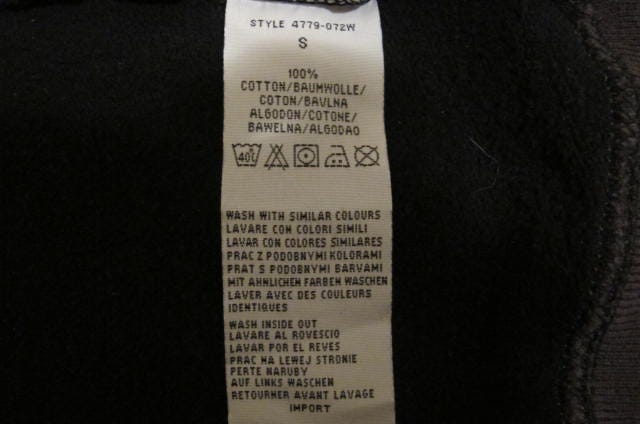 STYLE 4779-072W
S
100%
COTTON/BAUMWOLLE/
COTON/BAVLNA
ALGODON/COTONE/
BAWELNA/ALGODAO
40
WASH WITH SIMILAR COLOURS
LAVARE CON COLORI SIMILI
LAVAR CON COLORES SIMILARES
PRAC Z PODOBNYMI KOLORAMI
PRAT S PODOBNYMI BARVAMI
MIT AHNLICHEN FARBEN WASCHEN
LAVER AVEC DES COULEURS
IDENTIQUES
WASH INSIDE OUT
LAVARE AL ROVESCIO
LAVAR POR EL REVES
PRAC NA LEWEJ STRONIE
PERTE NARUBY
AUF LINKS WASCHEN
RETOURNER AVANT LAVAGE
IMPORT